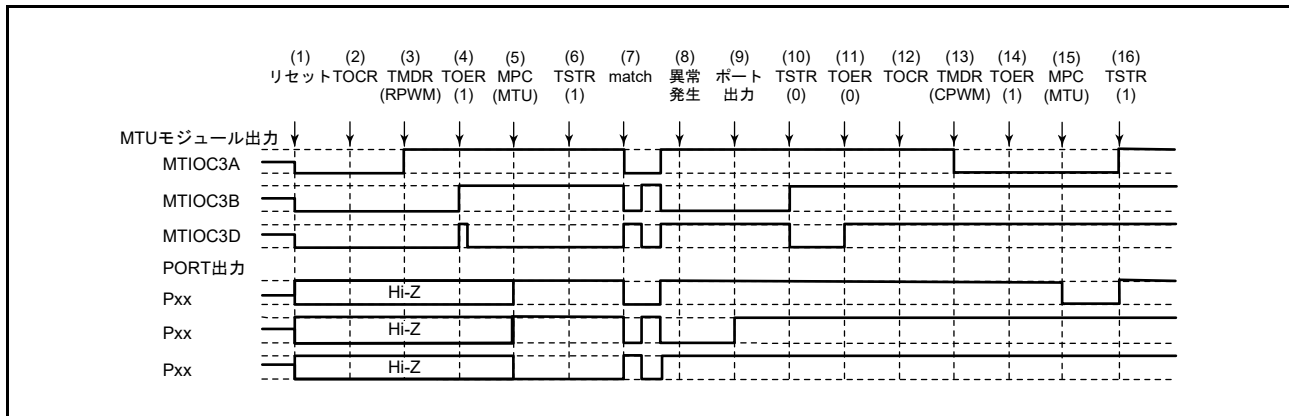 (1) (2) (3) (4) (5) (6) (7) (8) (9) (10) (11) (12) (13) (14) (15) (16)
リセット TOCR TMDR TOER MPC TSTR match 異常 ポート TSTR TOER TOCR TMDR TOER MPC TSTR
(RPWM) (1) (MTU) (1) 発生 出力 (0) (0) (CPWM) (1) (MTU) (1)
MTUモジュール出力
MTIOC3A
MTIOC3B
MTIOC3D
PORT出力
Pxx Hi-Z
Pxx Hi-Z
Pxx Hi-Z